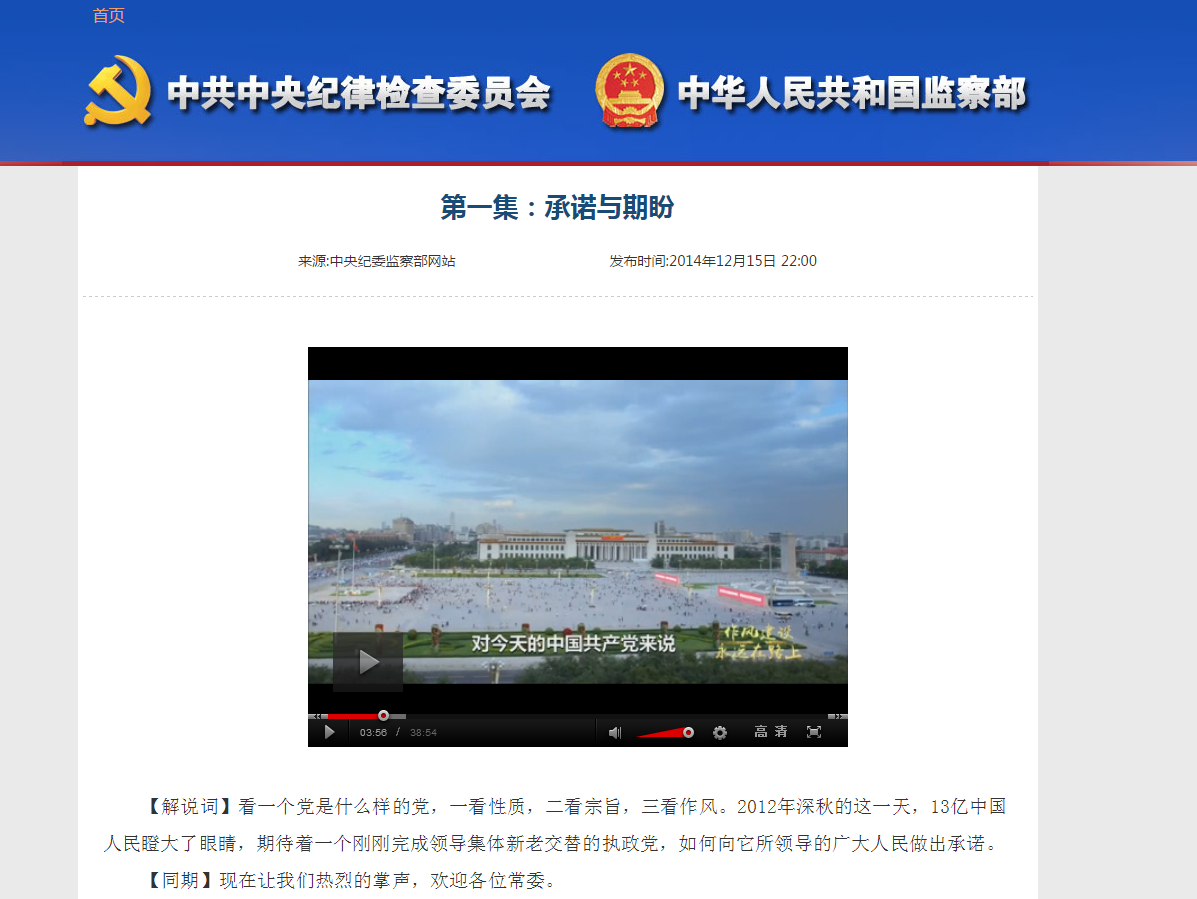 首页
中共中央纪律检查委员会 中华人民共和国监察部
第一集：承诺与期盼
来源:中央纪委监察部网站 发布时间:2014年12月15日 22:00
作风建设
永远在路上
对今天的中国共产党来说
03:56 / 38:54 高清
【解说词】看一个党是什么样的党，一看性质，二看宗旨，三看作风。2012年深秋的这一天，13亿中国
人民瞪大了眼睛，期待着一个刚刚完成领导集体新老交替的执政党，如何向它所领导的广大人民做出承诺。
【同期】现在让我们热烈的掌声，欢迎各位常委。